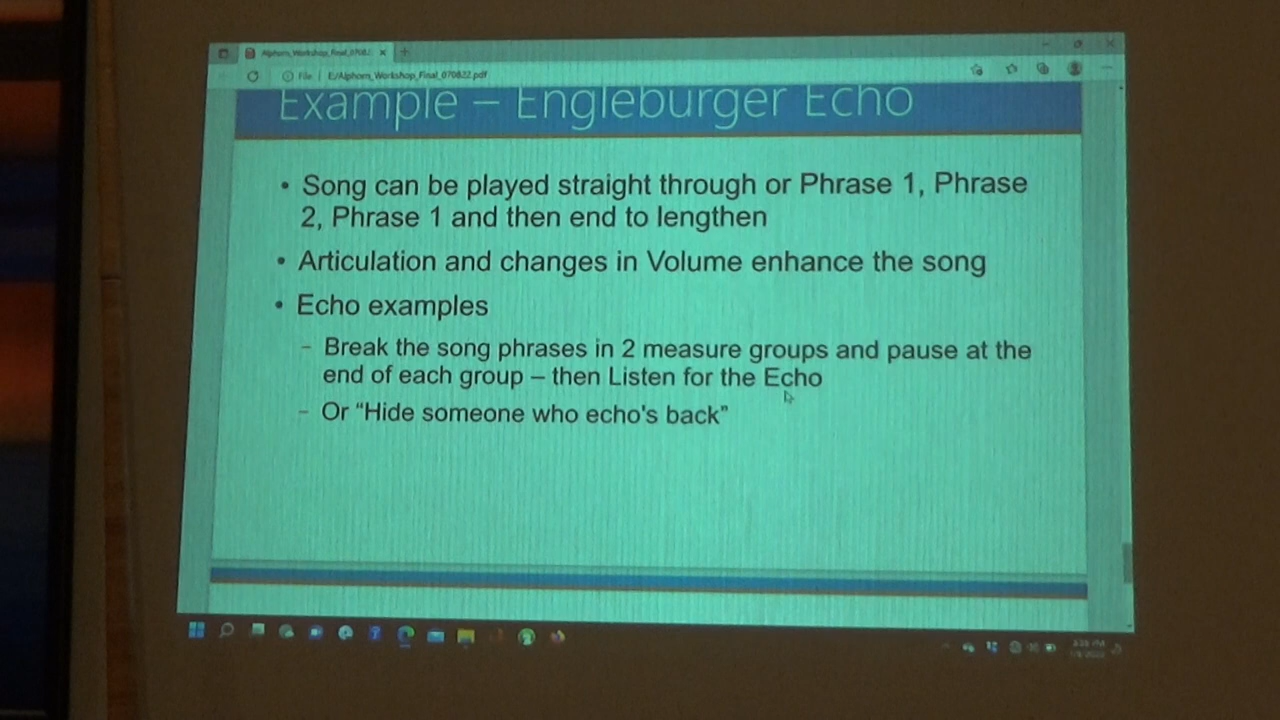 Alphorn_Workshop_Final_0708
File | E:/Alphorn_Workshop_Final_070822.pdf
Example – Engleburger Echo
• Song can be played straight through or Phrase 1, Phrase
2, Phrase 1 and then end to lengthen
• Articulation and changes in Volume enhance the song
• Echo examples
– Break the song phrases in 2 measure groups and pause at the
end of each group – then Listen for the Echo
– Or “Hide someone who echo's back”